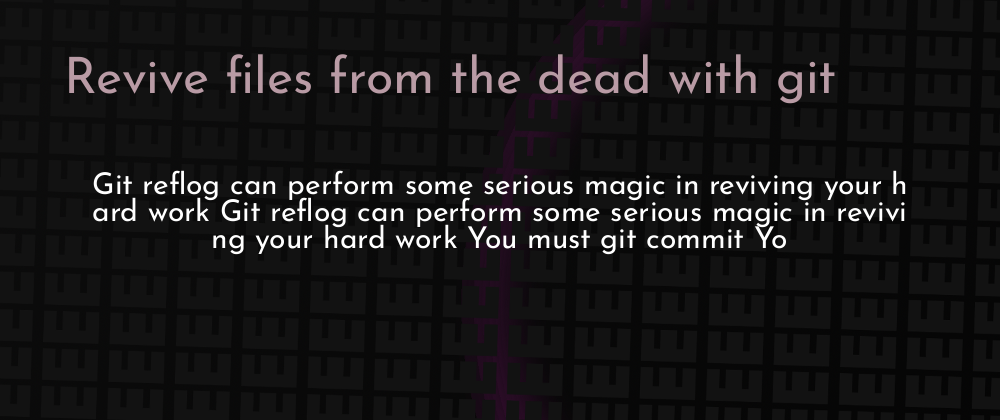 Revive files from the dead with git
Git reflog can perform some serious magic in reviving your h
ard work Git reflog can perform some serious magic in revivi
ng your hard work You must git commit Yo